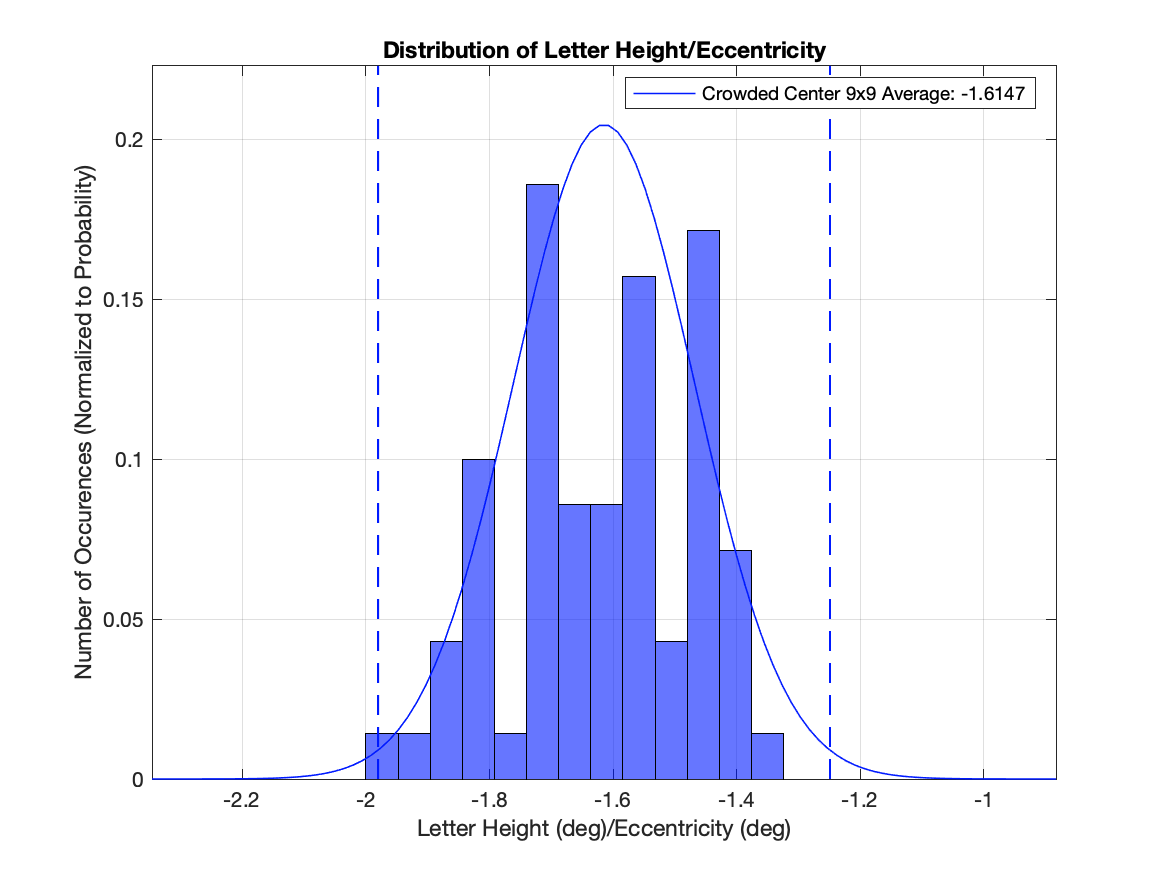 Distribution of Letter Height/Eccentricity
Crowded Center 9x9 Average: -1.6147
Number of Occurences (Normalized to Probability)
0.2
0.15
0.1
0.05
0
-2.2 -2 -1.8 -1.6 -1.4 -1.2 -1
Letter Height (deg)/Eccentricity (deg)